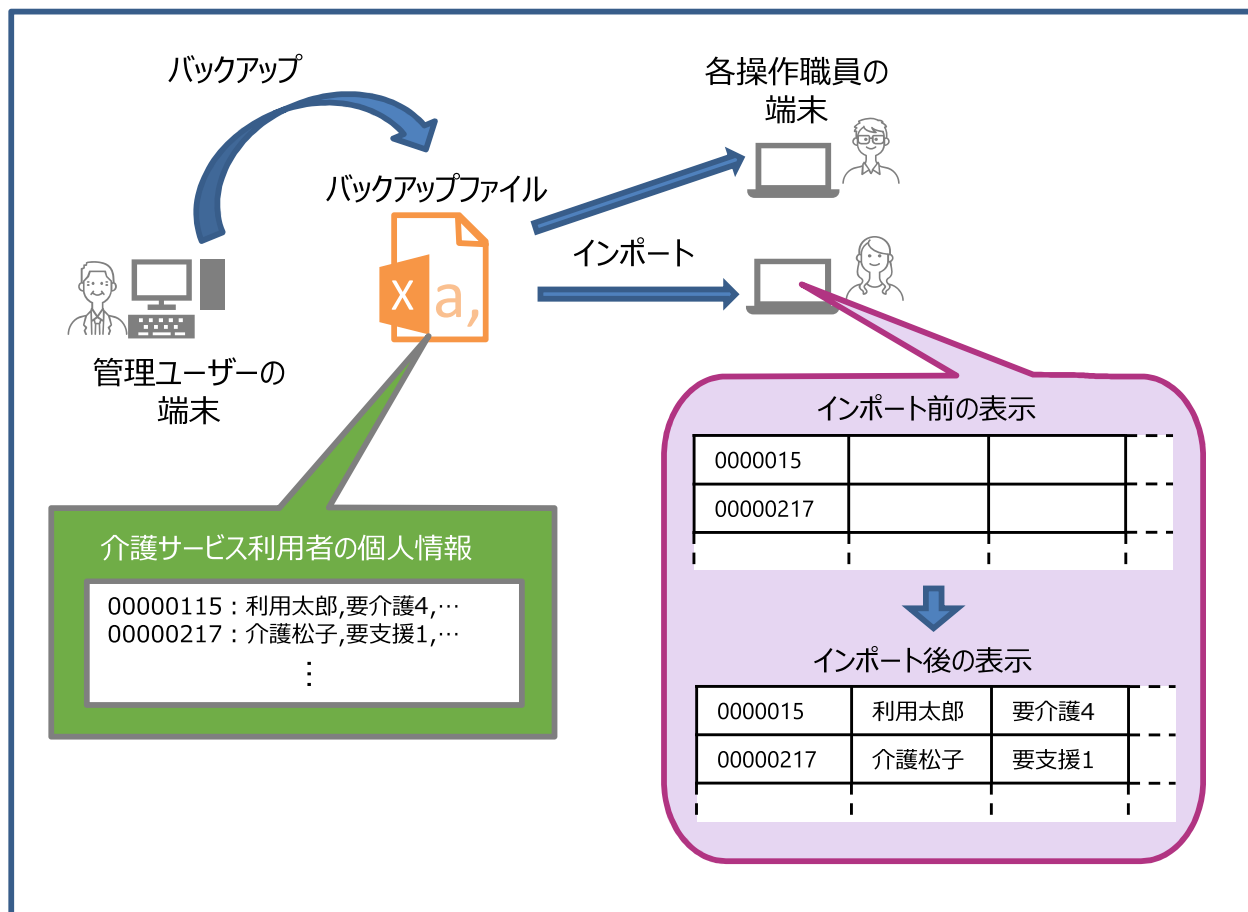 バックアップ
各操作職員の
端末
バックアップファイル
インポート
X a,
管理ユーザーの
端末
インポート前の表示
0000015
00000217
介護サービス利用者の個人情報
00000115：利用太郎,要介護4,…
00000217：介護松子,要支援1,…
⋮
インポート後の表示
0000015 利用太郎 要介護4
00000217 介護松子 要支援1